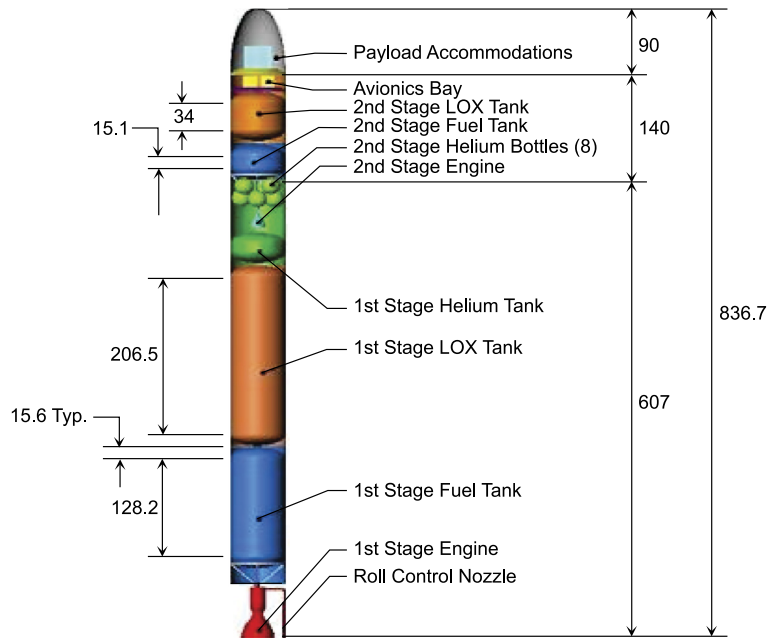 Payload Accommodations
90
Avionics Bay
2nd Stage LOX Tank
34
2nd Stage Fuel Tank
15.1
140
2nd Stage Helium Bottles (8)
2nd Stage Engine
1st Stage Helium Tank
836.7
1st Stage LOX Tank
206.5
607
15.6 Typ.
1st Stage Fuel Tank
128.2
1st Stage Engine
Roll Control Nozzle